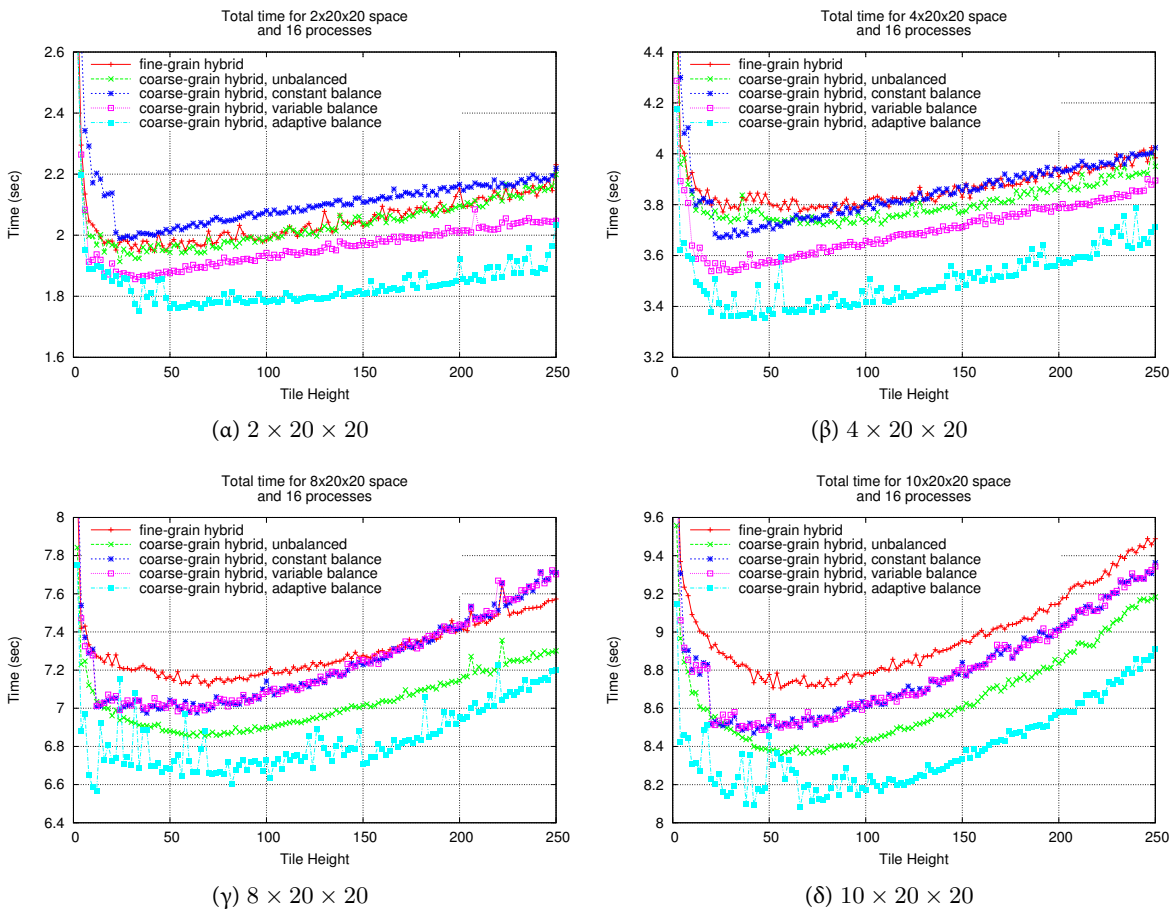 Total time for 2x20x20 space
and 16 processes
2.6
2.4
2.2
2
1.8
1.6
Time (sec)
fine-grain hybrid
coarse-grain hybrid, unbalanced
coarse-grain hybrid, constant balance
coarse-grain hybrid, variable balance
coarse-grain hybrid, adaptive balance
0 50 100 150 200 250
Tile Height
(α) 2 × 20 × 20
Total time for 4x20x20 space
and 16 processes
4.4
4.2
4
3.8
3.6
3.4
3.2
Time (sec)
fine-grain hybrid
coarse-grain hybrid, unbalanced
coarse-grain hybrid, constant balance
coarse-grain hybrid, variable balance
coarse-grain hybrid, adaptive balance
0 50 100 150 200 250
Tile Height
(β) 4 × 20 × 20
Total time for 8x20x20 space
and 16 processes
8
7.8
7.6
7.4
7.2
7
6.8
6.6
6.4
Time (sec)
fine-grain hybrid
coarse-grain hybrid, unbalanced
coarse-grain hybrid, constant balance
coarse-grain hybrid, variable balance
coarse-grain hybrid, adaptive balance
0 50 100 150 200 250
Tile Height
(γ) 8 × 20 × 20
Total time for 10x20x20 space
and 16 processes
9.6
9.4
9.2
9
8.8
8.6
8.4
8.2
8
Time (sec)
fine-grain hybrid
coarse-grain hybrid, unbalanced
coarse-grain hybrid, constant balance
coarse-grain hybrid, variable balance
coarse-grain hybrid, adaptive balance
0 50 100 150 200 250
Tile Height
(δ) 10 × 20 × 20